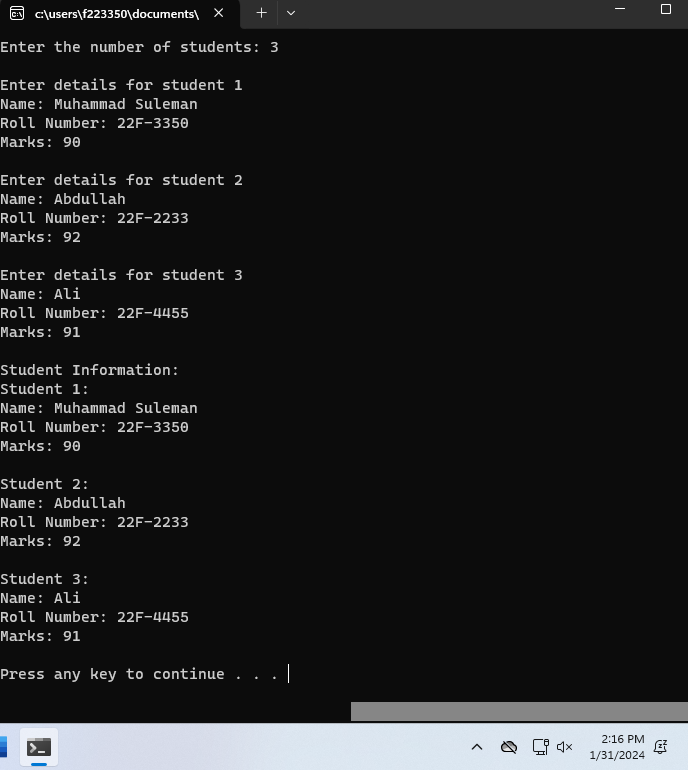 c:\users\f223350\documents\
Enter the number of students: 3
Enter details for student 1
Name: Muhammad Suleman
Roll Number: 22F-3350
Marks: 90
Enter details for student 2
Name: Abdullah
Roll Number: 22F-2233
Marks: 92
Enter details for student 3
Name: Ali
Roll Number: 22F-4455
Marks: 91
Student Information:
Student 1:
Name: Muhammad Suleman
Roll Number: 22F-3350
Marks: 90
Student 2:
Name: Abdullah
Roll Number: 22F-2233
Marks: 92
Student 3:
Name: Ali
Roll Number: 22F-4455
Marks: 91
Press any key to continue . . .
2:16 PM
1/31/2024